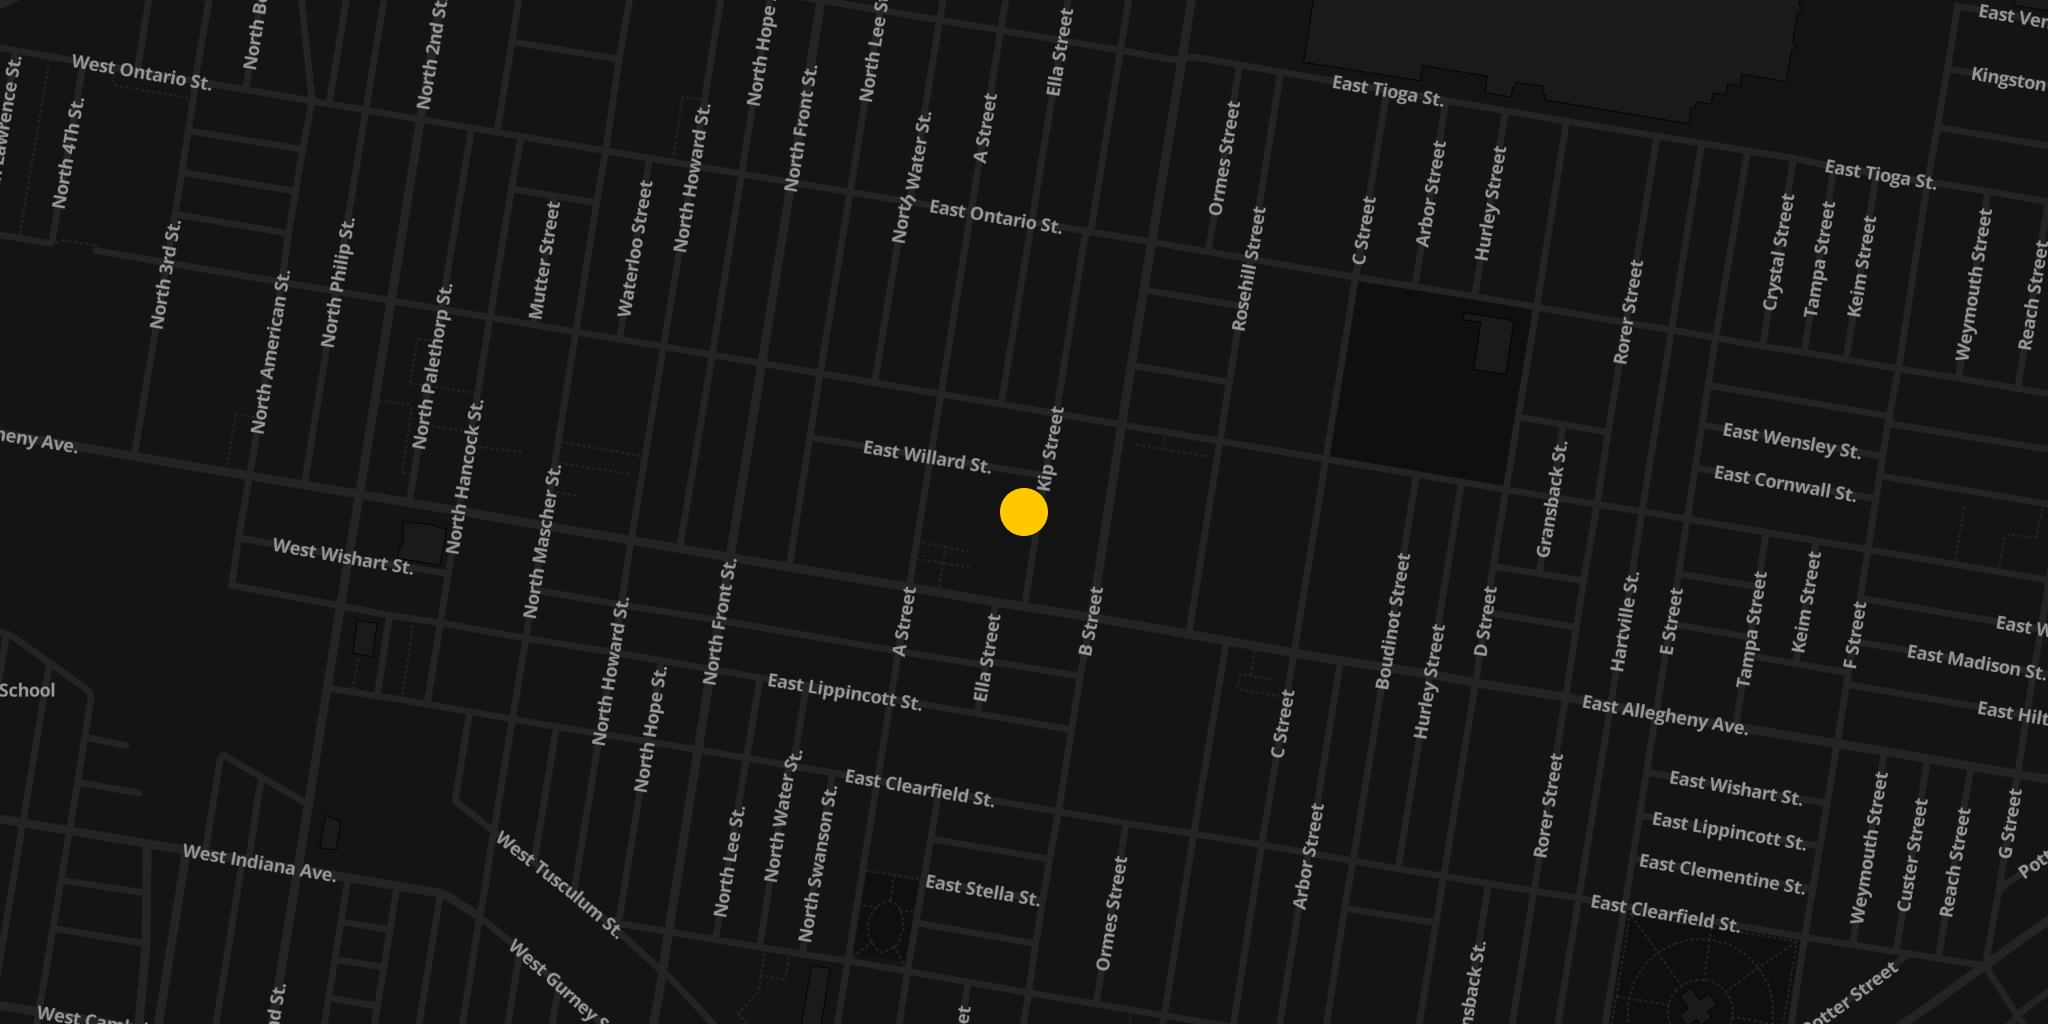 North 2nd St.
Ella Street
East Tioga St.
Kingston
West Ontario St.
North Front St.
North 4Th St.
North Howard St.
A Street
North Water St.
Ormes Street
Arbor Street
Hurley Street
C Street
East Tioga St.
East Ontario St.
Waterloo Street
Mutter Street
Crystal Street
Tampa Street
Keim Street
Weymouth Street
Reach Street
Rosehill Street
North 3rd St.
North Philip St.
North American St.
North Palethorp St.
Rorer Street
North Hancock St.
Kip Street
East Willard St.
East Wensley St.
East Cornwall St.
Gransback St.
North Mascher St.
West Wishart St.
North Front St.
A Street
Ella Street
B Street
Boudinot Street
Hurley Street
D Street
Hartville St.
E Street
Tampa Street
Keim Street
F Street
East Madison St.
School
North Howard St.
North Hope St.
East Lippincott St.
C Street
East Allegheny Ave.
East Clearfield St.
North Water St.
North Lee St.
North Swanson St.
Arbor Street
Rorer Street
East Wishart St.
East Lippincott St.
East Clementine St.
Weymouth Street
Custer Street
Reach Street
G Street
West Indiana Ave.
West Tusculum St.
East Stella St.
Ormes Street
East Clearfield St.